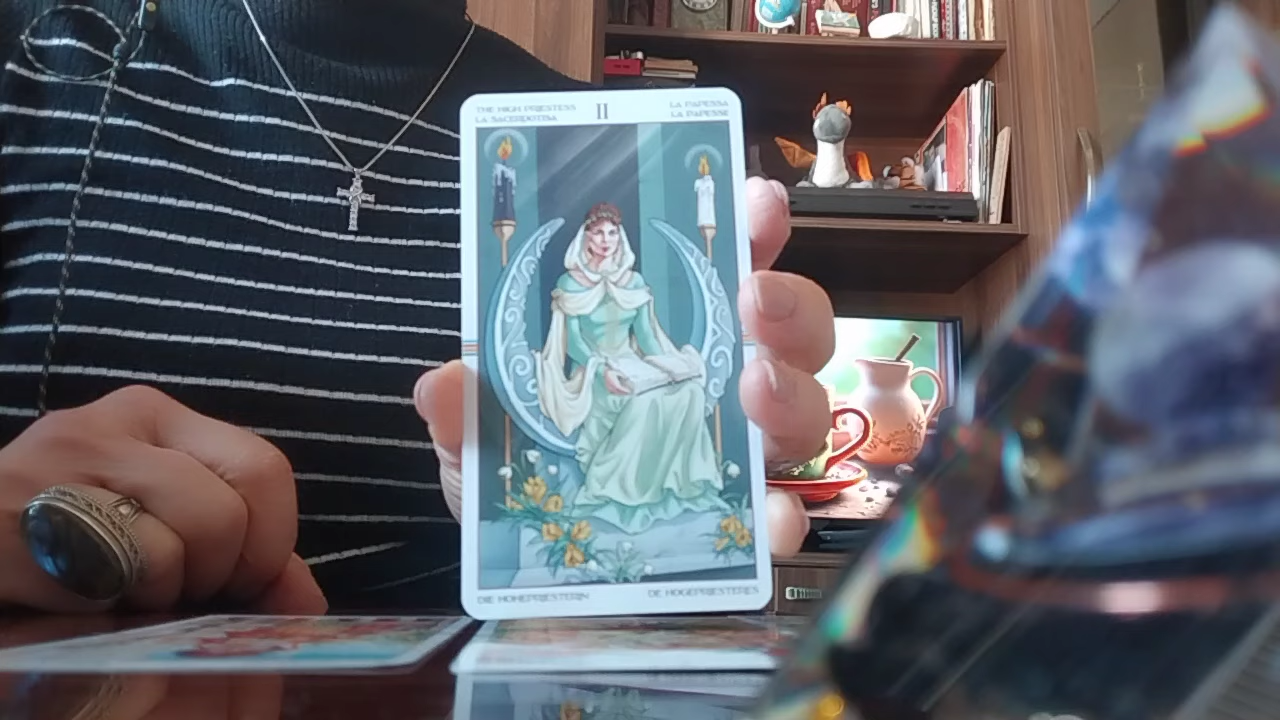 THE HIGH PRIESTESS
LA SACERDOTISA
II
LA PAPESSA
LA PAPESSE
DIE HOHEPRIESTERIN
DE HOGEPRIESTERES